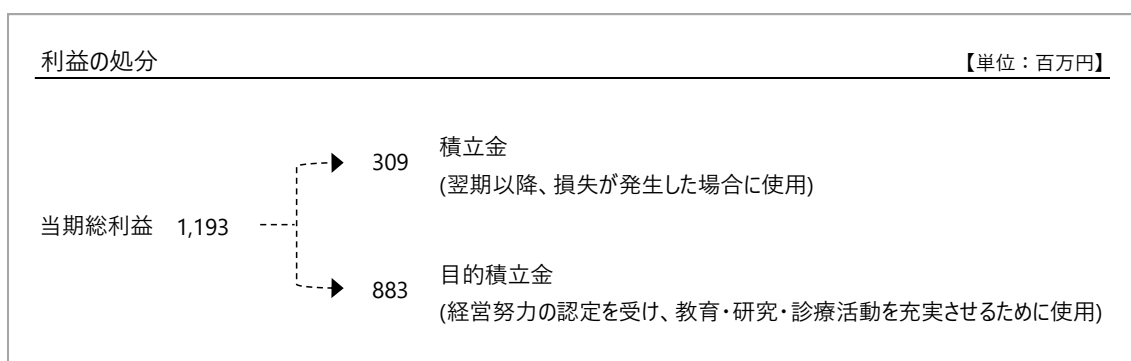 利益の処分 【単位：百万円】
309 積立金
(翌期以降、損失が発生した場合に使用)
当期総利益 1,193
883 目的積立金
(経営努力の認定を受け、教育・研究・診療活動を充実させるために使用)